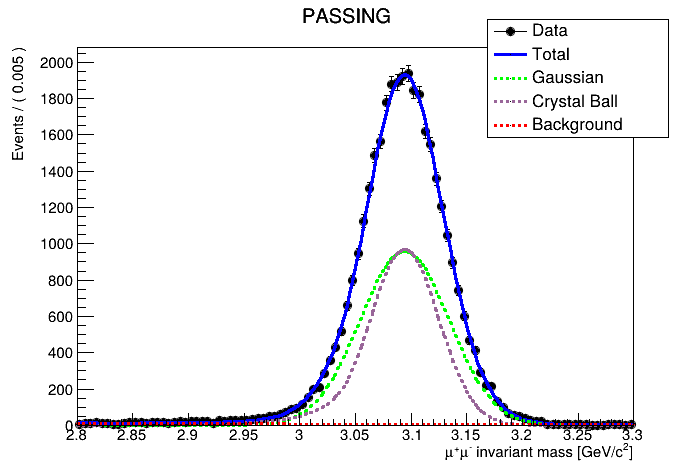 PASSING
Data
Total
Gaussian
Crystal Ball
Background
Events / ( 0.005 )
2000
1800
1600
1400
1200
1000
800
600
400
200
0
2.8 2.85 2.9 2.95 3 3.05 3.1 3.15 3.2 3.25 3.3
μ⁺μ⁻ invariant mass [GeV/c²]